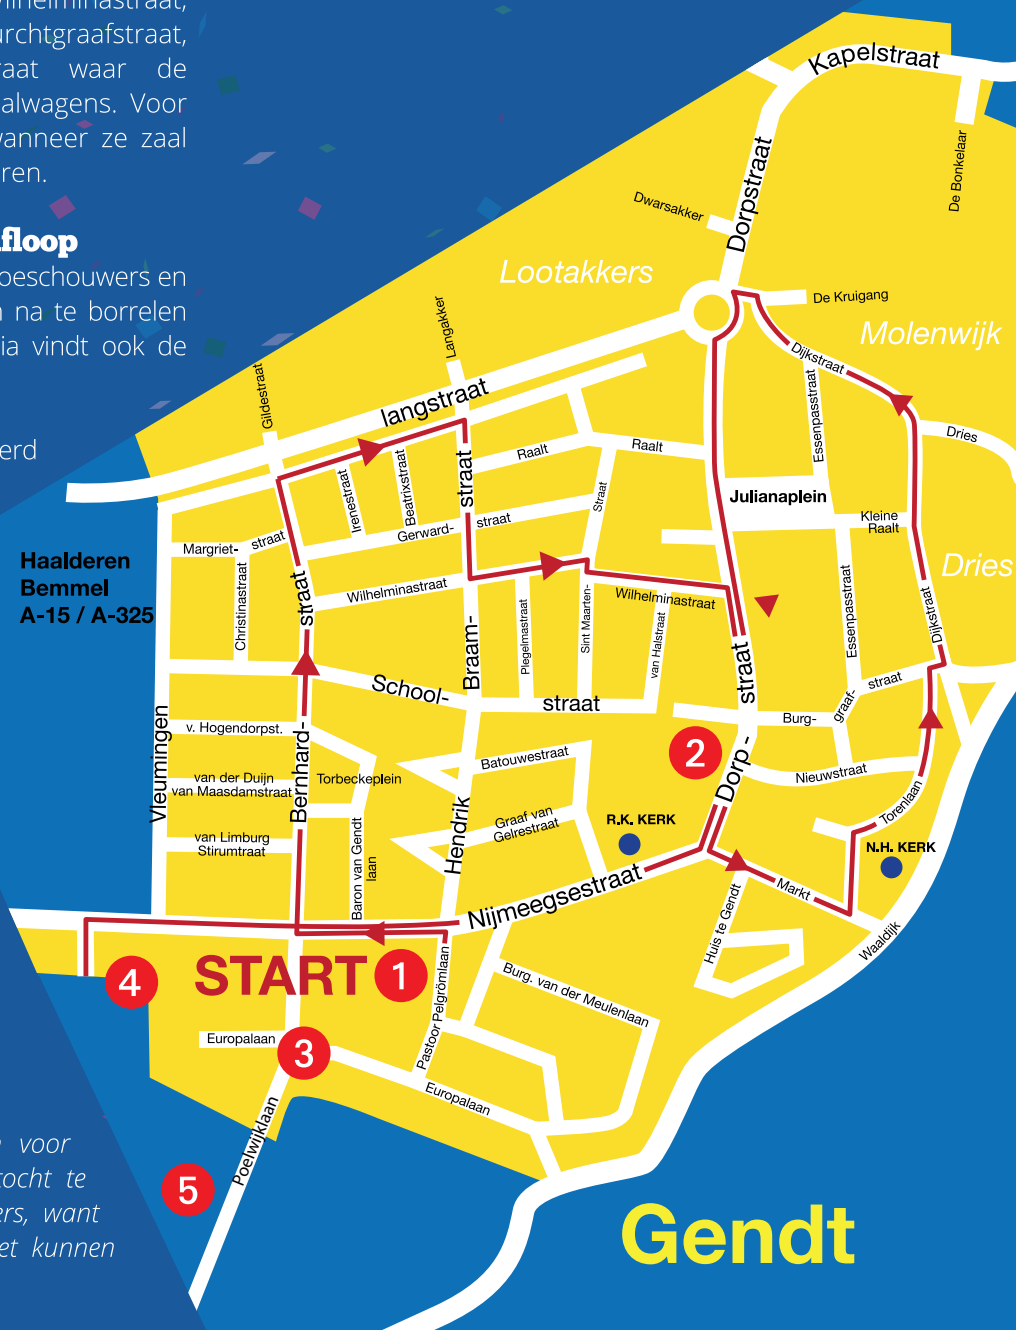 raat waar de
alwagens. Voor
wanneer ze zaal
ren.
floop
oeschouwers en
n na te borrelen
ia vindt ook de
erd
Kapelstraat
De Bonkelaar
Dorpstraat
Dwarsakker
Lootakkers
De Kruigang
Molenwijk
Langakker
Gildestraat
langstraat
Dijkstraat
Essenpasstraat
Dries
Raalt
Raalt
straat
Irenestraat
Beatrixstraat
Straat
Julianaplein
Kleine
Raalt
Gerward-
straat
Margriet-
straat
Haalderen
Bemmel
A-15 / A-325
Christinastraat
straat
Wilhelminastraat
Plegelmastraat
Sint Maarten-
Wilhelminastraat
van Halstraat
Essenpasstraat
Dries
Dijkstraat
Braam-
straat
School-
straat
Burg-
graaf-
straat
Vleumingen
v. Hogendorpst.
Bernhard-
Torbeckeplein
van der Duijn
van Maasdamstraat
Batouwestraat
2
Dorp -
Nieuwstraat
Torenlaan
van Limburg
Stirumtraat
Baron van Gendt
laan
Hendrik
Graaf van
Gelrestraat
R.K. KERK
N.H. KERK
Nijmeegsestraat
Markt
Huis te Gendt
Waaldijk
START
1
4
Pastoor Pelgrömlaan
Burg. van der Meulenlaan
Europalaan
3
Europalaan
Poelwijklaan
5
voor
tocht te
ers, want
et kunnen
Gendt